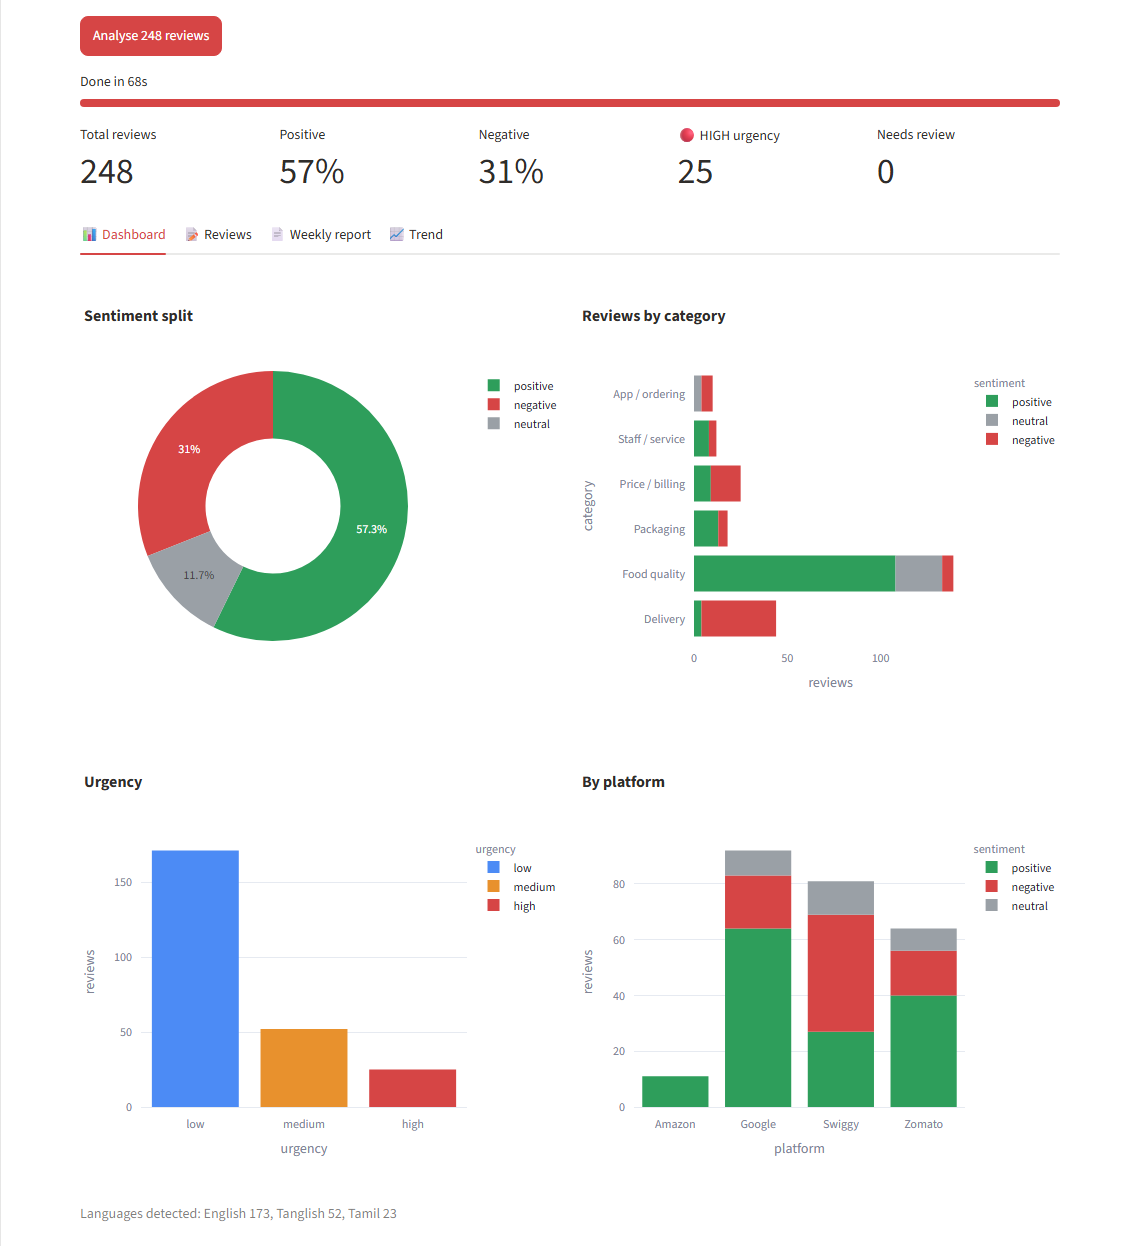 Analyse 248 reviews
Done in 68s
Total reviews
248
Positive
57%
Negative
31%
HIGH urgency
25
Needs review
0
Dashboard
Reviews
Weekly report
Trend
Sentiment split
31%
57.3%
11.7%
positive
negative
neutral
Reviews by category
category
App / ordering
Staff / service
Price / billing
Packaging
Food quality
Delivery
0
50
100
reviews
sentiment
positive
neutral
negative
Urgency
reviews
150
100
50
0
low
medium
high
urgency
urgency
low
medium
high
By platform
reviews
80
60
40
20
0
Amazon
Google
Swiggy
Zomato
platform
sentiment
positive
negative
neutral
Languages detected: English 173, Tanglish 52, Tamil 23